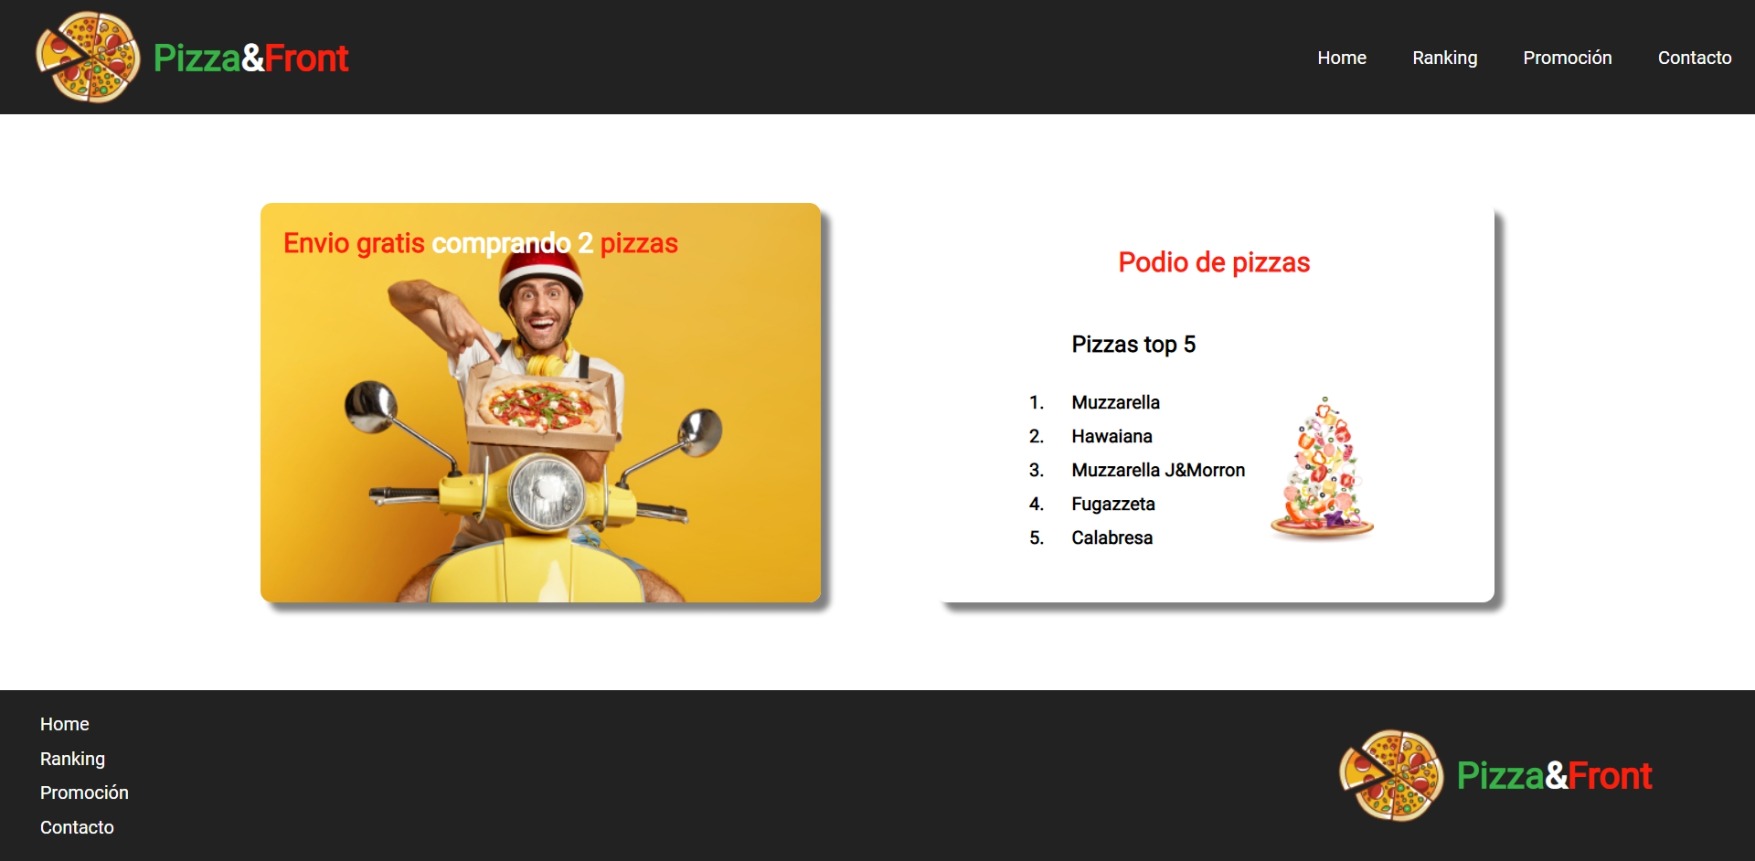 Pizza&Front
Home Ranking Promoción Contacto
Envio gratis comprando 2 pizzas
Podio de pizzas
Pizzas top 5
1. Muzzarella
2. Hawaiana
3. Muzzarella J&Morron
4. Fugazzeta
5. Calabresa
Home
Ranking
Promoción
Contacto
Pizza&Front